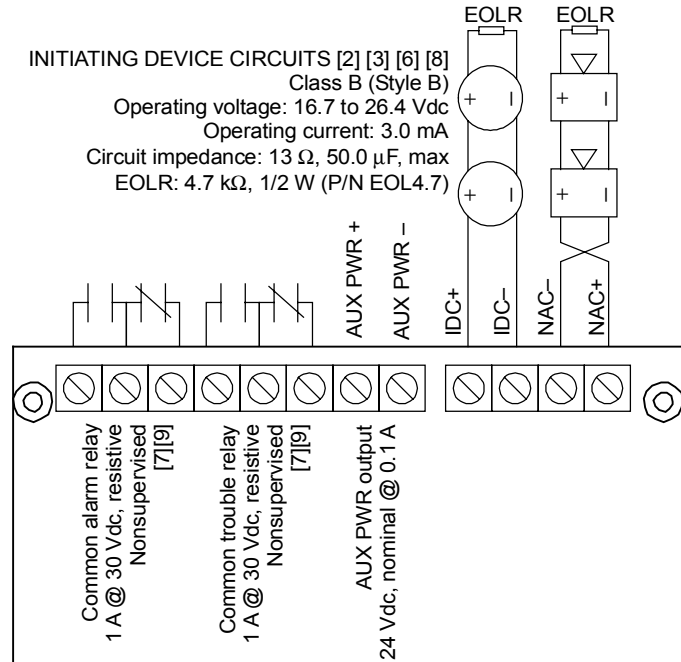 EOLR
EOLR
INITIATING DEVICE CIRCUITS [2] [3] [6] [8]
Class B (Style B)
Operating voltage: 16.7 to 26.4 Vdc
Operating current: 3.0 mA
Circuit impedance: 13 Ω, 50.0 μF, max
EOLR: 4.7 kΩ, 1/2 W (P/N EOL4.7)
+ –
+ –
+ –
+ –
AUX PWR +
AUX PWR –
IDC+
IDC–
NAC–
NAC+
Common alarm relay
1 A @ 30 Vdc, resistive
Nonsupervised
[7][9]
Common trouble relay
1 A @ 30 Vdc, resistive
Nonsupervised
[7][9]
AUX PWR output
24 Vdc, nominal @ 0.1 A